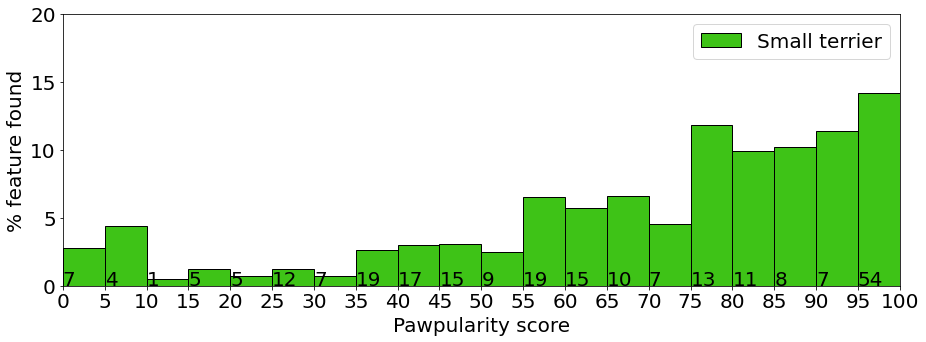 20
Small terrier
15
10
5
0
% feature found
7 4 1 5 5 12 7 19 17 15 9 19 15 10 7 13 11 8 7 54
0 5 10 15 20 25 30 35 40 45 50 55 60 65 70 75 80 85 90 95 100
Pawpularity score